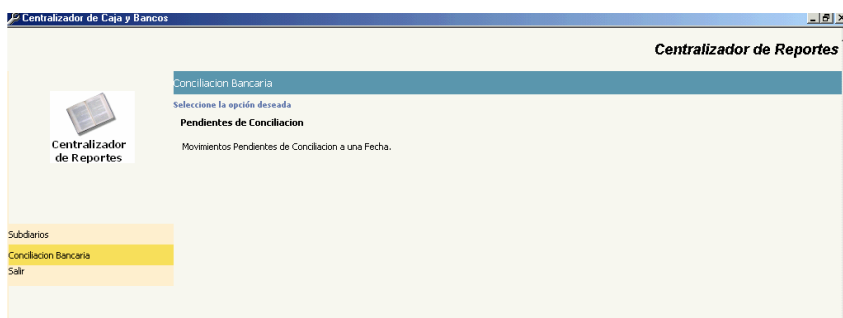 Centralizador de Caja y Bancos
Centralizador de Reportes
Conciliacion Bancaria
Seleccione la opción deseada
Pendientes de Conciliacion
Movimientos Pendientes de Conciliacion a una Fecha.
Centralizador
de Reportes
Subdiarios
Conciliacion Bancaria
Salir